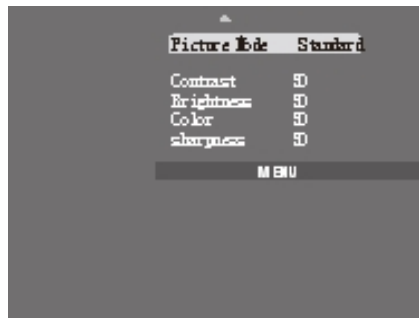 Picture Mode Standard
Contrast 50
Brightness 50
Color 50
sharpness 50
MENU